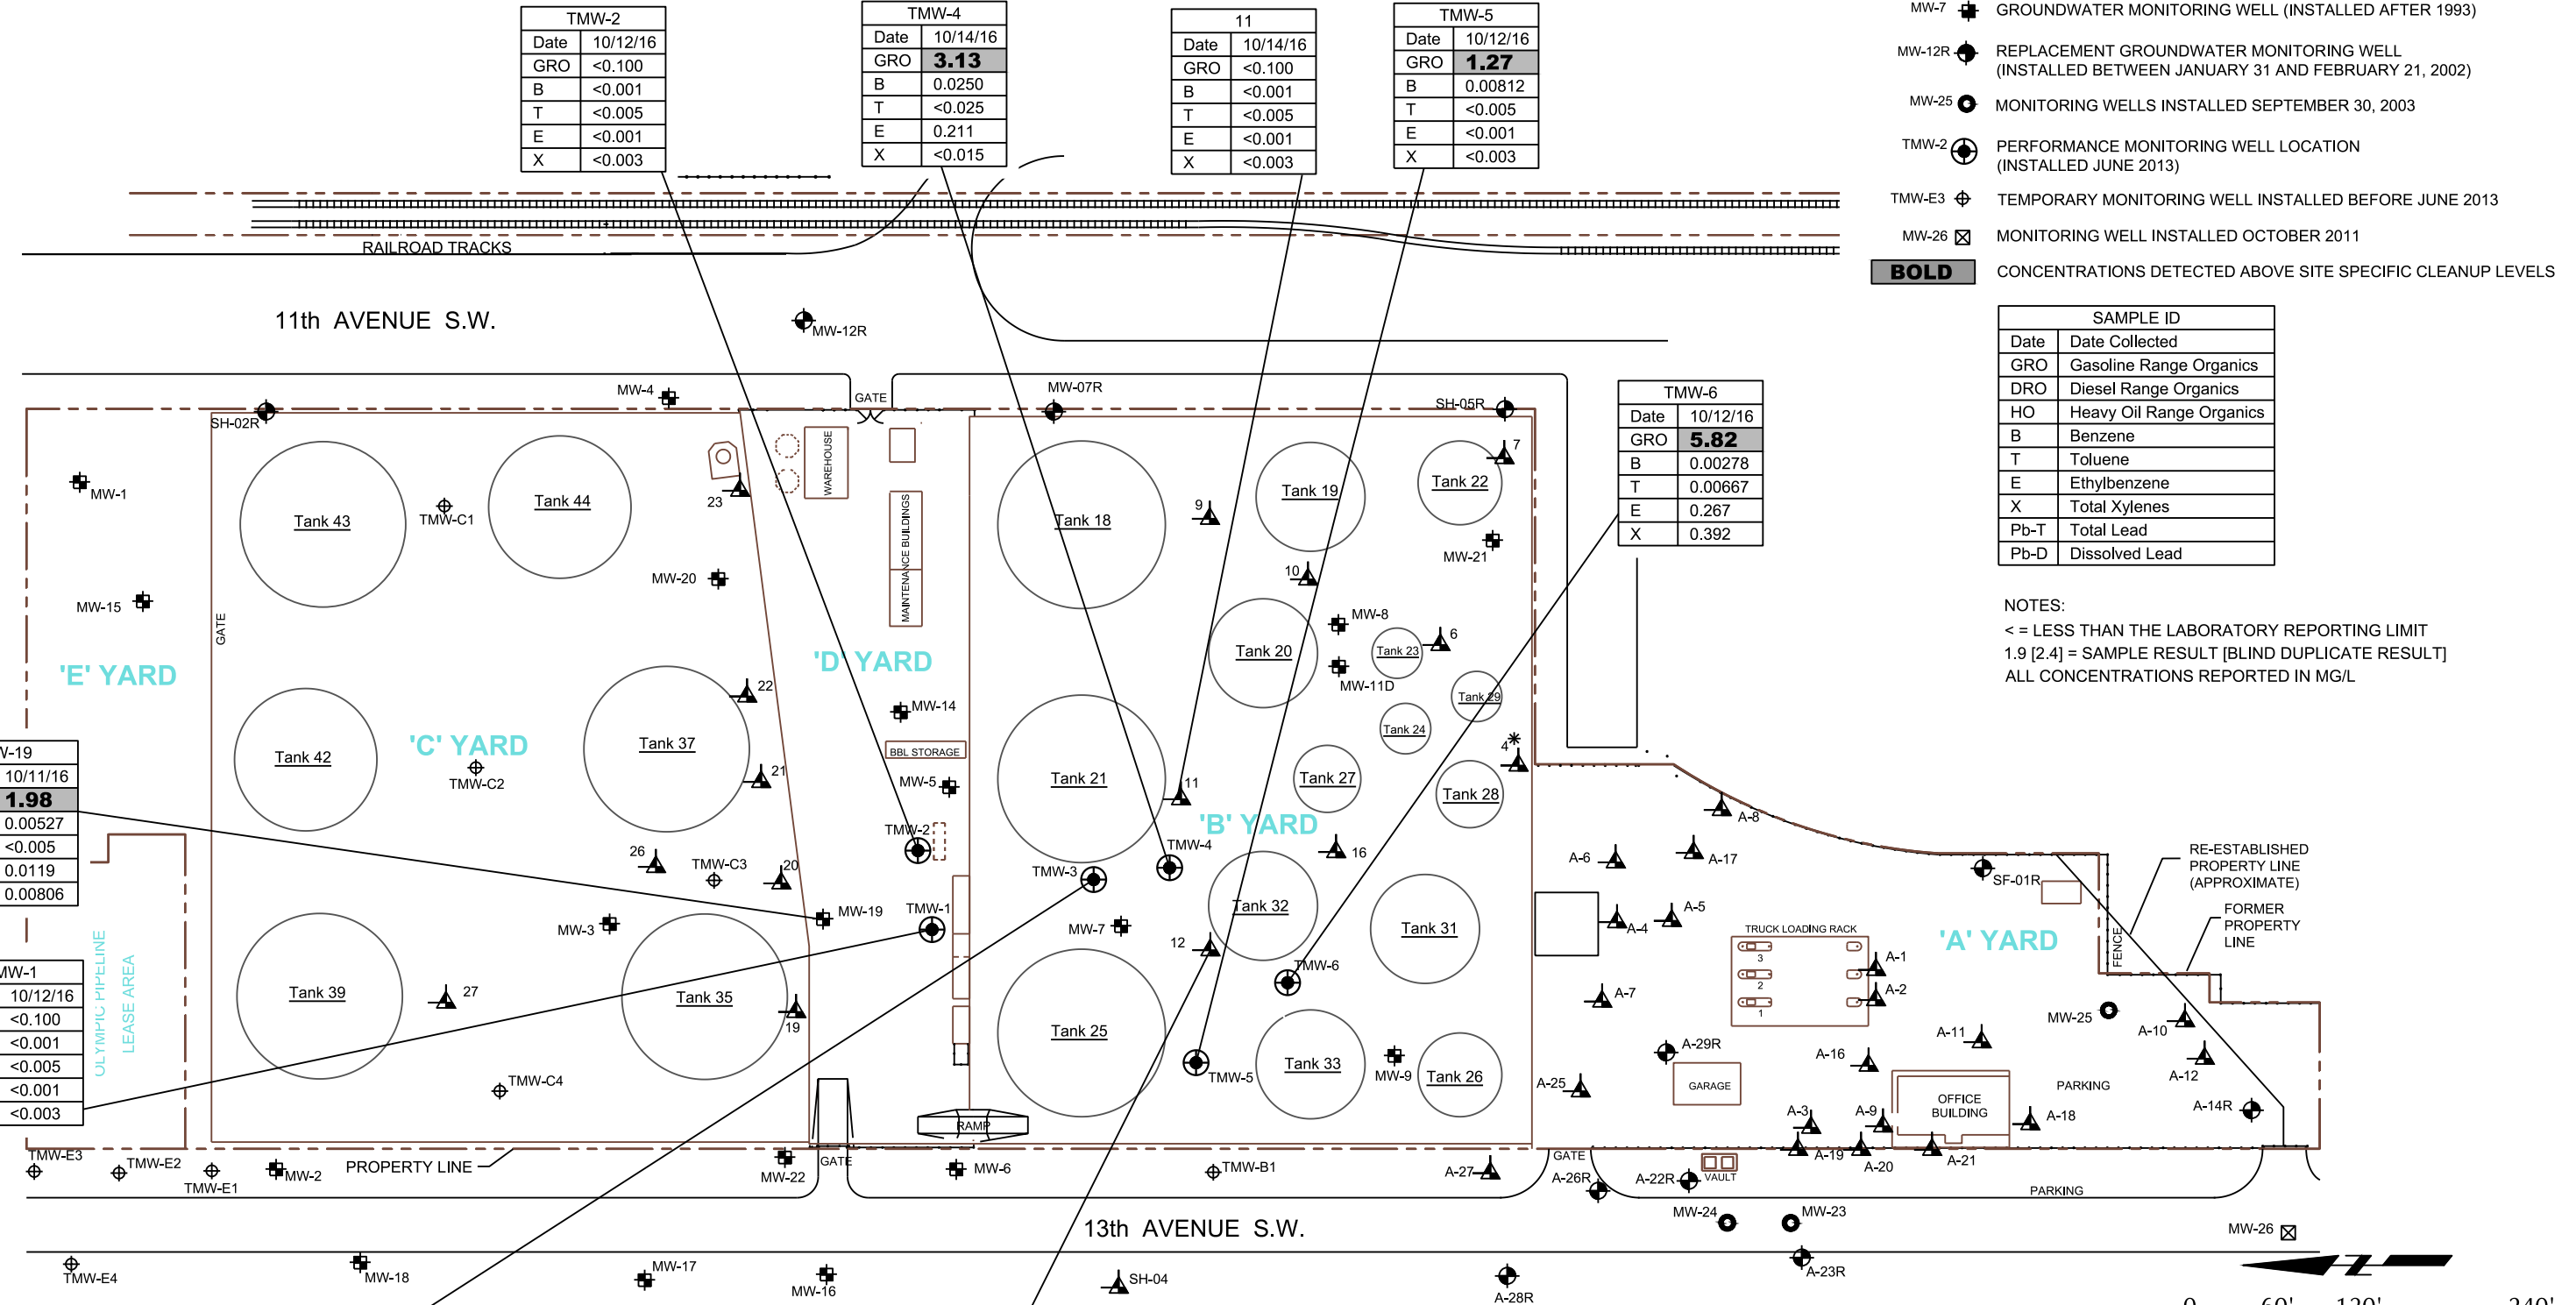 TMW-2
Date 10/12/16
GRO <0.100
B <0.001
T <0.005
E <0.001
X <0.003
TMW-4
Date 10/14/16
GRO 3.13
B 0.0250
T <0.025
E 0.211
X <0.015
11
Date 10/14/16
GRO <0.100
B <0.001
T <0.005
E <0.001
X <0.003
TMW-5
Date 10/12/16
GRO 1.27
B 0.00812
T <0.005
E <0.001
X <0.003
MW-7 GROUNDWATER MONITORING WELL (INSTALLED AFTER 1993)
MW-12R REPLACEMENT GROUNDWATER MONITORING WELL
(INSTALLED BETWEEN JANUARY 31 AND FEBRUARY 21, 2002)
MW-25 MONITORING WELLS INSTALLED SEPTEMBER 30, 2003
TMW-2 PERFORMANCE MONITORING WELL LOCATION
(INSTALLED JUNE 2013)
TMW-E3 TEMPORARY MONITORING WELL INSTALLED BEFORE JUNE 2013
MW-26 MONITORING WELL INSTALLED OCTOBER 2011
BOLD CONCENTRATIONS DETECTED ABOVE SITE SPECIFIC CLEANUP LEVELS
SAMPLE ID
Date Date Collected
GRO Gasoline Range Organics
DRO Diesel Range Organics
HO Heavy Oil Range Organics
B Benzene
T Toluene
E Ethylbenzene
X Total Xylenes
Pb-T Total Lead
Pb-D Dissolved Lead
NOTES:
< = LESS THAN THE LABORATORY REPORTING LIMIT
1.9 [2.4] = SAMPLE RESULT [BLIND DUPLICATE RESULT]
ALL CONCENTRATIONS REPORTED IN MG/L
TMW-6
Date 10/12/16
GRO 5.82
B 0.00278
T 0.00667
E 0.267
X 0.392
RAILROAD TRACKS
11th AVENUE S.W.
MW-12R
MW-4
GATE
MW-07R
SH-05R
SH-02R
MW-1
MW-15
GATE
'E' YARD
Tank 43
TMW-C1
Tank 44
23
MW-20
WAREHOUSE
MAINTENANCE BUILDINGS
'D' YARD
Tank 18
9
Tank 19
Tank 22
7
MW-21
10
MW-8
Tank 20
Tank 23
6
MW-11D
Tank 29
Tank 24
4*
22
MW-14
BBL STORAGE
MW-5
Tank 42
'C' YARD
TMW-C2
Tank 37
21
Tank 21
11
'B' YARD
Tank 27
Tank 28
W-19
10/11/16
1.98
0.00527
<0.005
0.0119
0.00806
TMW-2
26
TMW-C3
20
TMW-3
TMW-4
16
MW-3
MW-19
TMW-1
MW-7
12
Tank 32
Tank 31
TMW-6
MW-1
10/12/16
<0.100
<0.001
<0.005
<0.001
<0.003
OLYMPIC PIPELINE
LEASE AREA
Tank 39
27
Tank 35
19
TMW-C4
Tank 25
TMW-5
Tank 33
MW-9
Tank 26
RAMP
A-8
A-6
A-17
A-4
A-5
A-7
TRUCK LOADING RACK
3
2
1
A-1
A-2
SF-01R
'A' YARD
FENCE
RE-ESTABLISHED
PROPERTY LINE
(APPROXIMATE)
FORMER
PROPERTY
LINE
MW-25
A-10
A-11
A-12
A-16
A-29R
A-25
GARAGE
OFFICE
BUILDING
PARKING
A-14R
A-3
A-9
A-18
A-19
A-20
A-21
TMW-E3
TMW-E2
TMW-E1
MW-2
PROPERTY LINE
MW-22
GATE
MW-6
TMW-B1
A-27
GATE
A-26R
A-22R
VAULT
PARKING
MW-24
MW-23
MW-26
13th AVENUE S.W.
TMW-E4
MW-18
MW-17
MW-16
SH-04
A-28R
A-23R
Z
0 60' 120' 240'